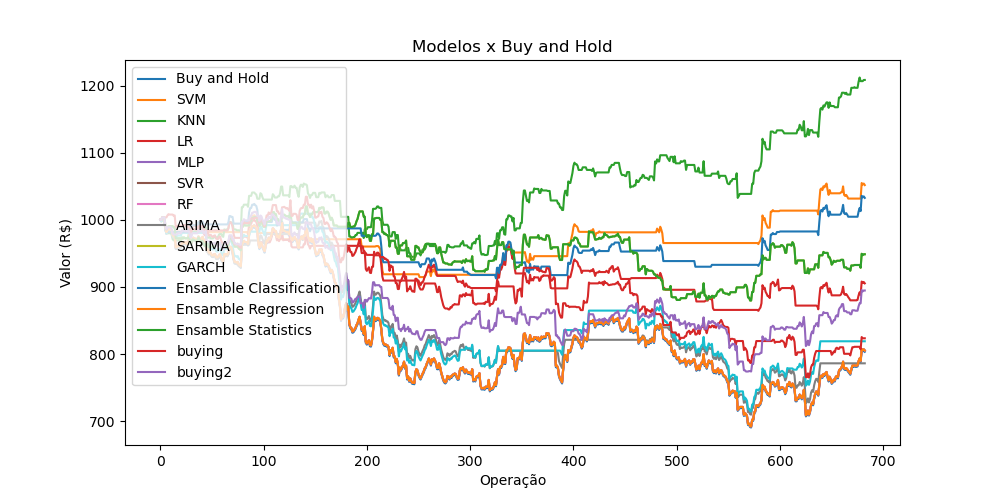 Modelos x Buy and Hold
Valor (R$)
1200
1100
1000
900
800
700
Buy and Hold
SVM
KNN
LR
MLP
SVR
RF
ARIMA
SARIMA
GARCH
Ensamble Classification
Ensamble Regression
Ensamble Statistics
buying
buying2
0 100 200 300 400 500 600 700
Operação